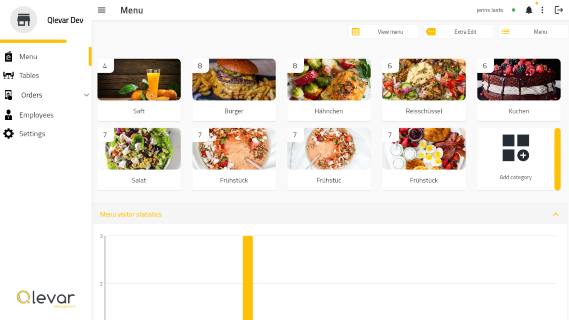 Qlevar Dev
Menu
jenns lasts
View menu
Extra Edit
Menu
Menu
Tables
Orders
Employees
Settings
4
8
8
6
6
Saft
Burger
Hähnchen
Reisschüssel
Kuchen
7
7
7
7
Salat
Frühstück
Frühstüc
Frühstück
Add category
Menu visitor statistics
3
2
Qlevar